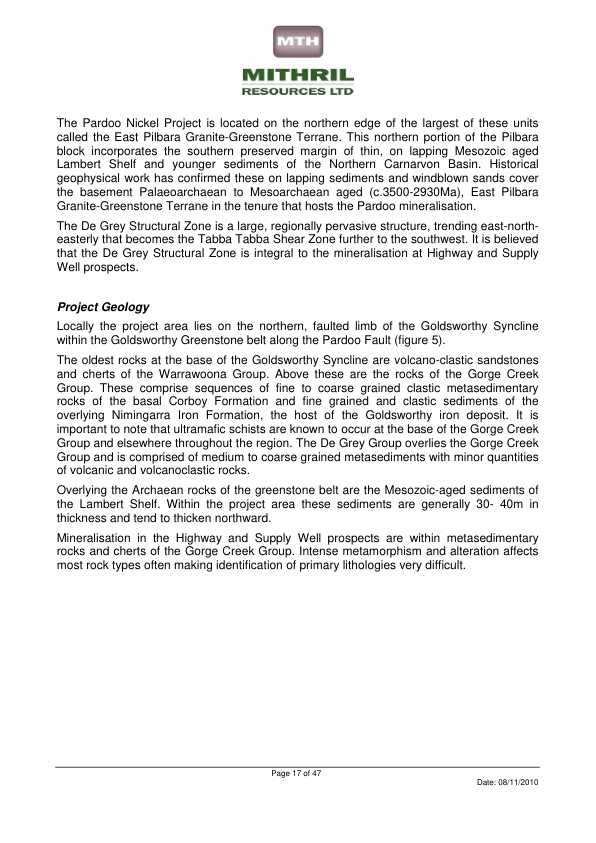 MTH
MITHRIL
RESOURCES LTD
The Pardoo Nickel Project is located on the northern edge of the largest of these units
called the East Pilbara Granite-Greenstone Terrane. This northern portion of the Pilbara
block incorporates the southern preserved margin of thin, on lapping Mesozoic aged
Lambert Shelf and younger sediments of the Northern Carnarvon Basin. Historical
geophysical work has confirmed these on lapping sediments and windblown sands cover
the basement Palaeoarchaean to Mesoarchaean aged (c.3500-2930Ma), East Pilbara
Granite-Greenstone Terrane in the tenure that hosts the Pardoo mineralisation.
The De Grey Structural Zone is a large, regionally pervasive structure, trending east-north-
easterly that becomes the Tabba Tabba Shear Zone further to the southwest. It is believed
that the De Grey Structural Zone is integral to the mineralisation at Highway and Supply
Well prospects.
Project Geology
Locally the project area lies on the northern, faulted limb of the Goldsworthy Syncline
within the Goldsworthy Greenstone belt along the Pardoo Fault (figure 5).
The oldest rocks at the base of the Goldsworthy Syncline are volcano-clastic sandstones
and cherts of the Warrawoona Group. Above these are the rocks of the Gorge Creek
Group. These comprise sequences of fine to coarse grained clastic metasedimentary
rocks of the basal Corboy Formation and fine grained and clastic sediments of the
overlying Nimingarra Iron Formation, the host of the Goldsworthy iron deposit. It is
important to note that ultramafic schists are known to occur at the base of the Gorge Creek
Group and elsewhere throughout the region. The De Grey Group overlies the Gorge Creek
Group and is comprised of medium to coarse grained metasediments with minor quantities
of volcanic and volcanoclastic rocks.
Overlying the Archaean rocks of the greenstone belt are the Mesozoic-aged sediments of
the Lambert Shelf. Within the project area these sediments are generally 30- 40m in
thickness and tend to thicken northward.
Mineralisation in the Highway and Supply Well prospects are within metasedimentary
rocks and cherts of the Gorge Creek Group. Intense metamorphism and alteration affects
most rock types often making identification of primary lithologies very difficult.
Page 17 of 47
Date: 08/11/2010